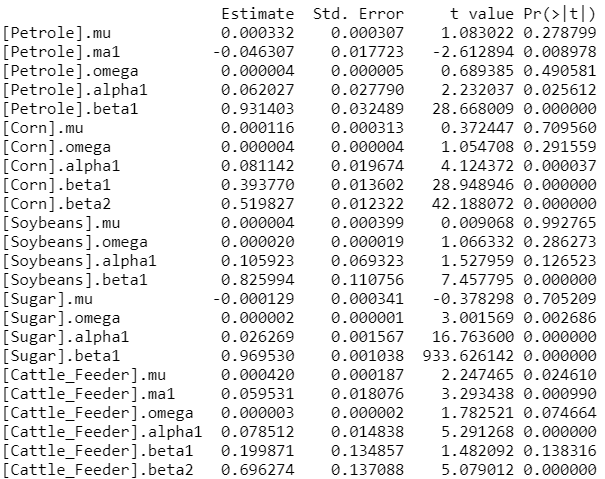 Estimate Std. Error t value Pr(>|t|)
[Petrole].mu 0.000332 0.000307 1.083022 0.278799
[Petrole].ma1 -0.046307 0.017723 -2.612894 0.008978
[Petrole].omega 0.000004 0.000005 0.689385 0.490581
[Petrole].alpha1 0.062027 0.027790 2.232037 0.025612
[Petrole].beta1 0.931403 0.032489 28.668009 0.000000
[Corn].mu 0.000116 0.000313 0.372447 0.709560
[Corn].omega 0.000004 0.000004 1.054708 0.291559
[Corn].alpha1 0.081142 0.019674 4.124372 0.000037
[Corn].beta1 0.393770 0.013602 28.948946 0.000000
[Corn].beta2 0.519827 0.012322 42.188072 0.000000
[Soybeans].mu 0.000004 0.000399 0.009068 0.992765
[Soybeans].omega 0.000020 0.000019 1.066332 0.286273
[Soybeans].alpha1 0.105923 0.069323 1.527959 0.126523
[Soybeans].beta1 0.825994 0.110756 7.457795 0.000000
[Sugar].mu -0.000129 0.000341 -0.378298 0.705209
[Sugar].omega 0.000002 0.000001 3.001569 0.002686
[Sugar].alpha1 0.026269 0.001567 16.763600 0.000000
[Sugar].beta1 0.969530 0.001038 933.626142 0.000000
[Cattle_Feeder].mu 0.000420 0.000187 2.247465 0.024610
[Cattle_Feeder].ma1 0.059531 0.018076 3.293438 0.000990
[Cattle_Feeder].omega 0.000003 0.000002 1.782521 0.074664
[Cattle_Feeder].alpha1 0.078512 0.014838 5.291268 0.000000
[Cattle_Feeder].beta1 0.199871 0.134857 1.482092 0.138316
[Cattle_Feeder].beta2 0.696274 0.137088 5.079012 0.000000